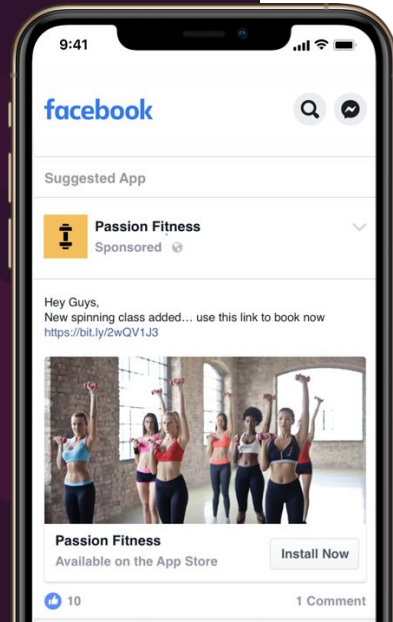 9:41
facebook
Suggested App
Passion Fitness
Sponsored
Hey Guys,
New spinning class added... use this link to book now
https://bit.ly/2wQV1J3
Passion Fitness
Available on the App Store
Install Now
10
1 Comment